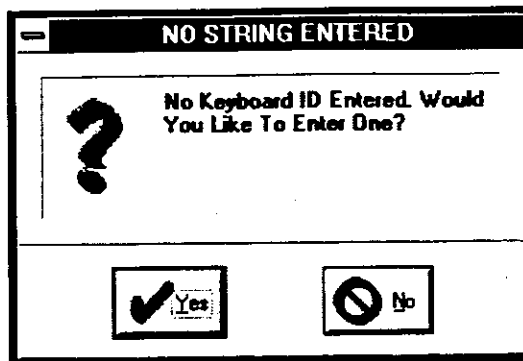 NO STRING ENTERED
No Keyboard ID Entered. Would
You Like To Enter One?
Yes
No